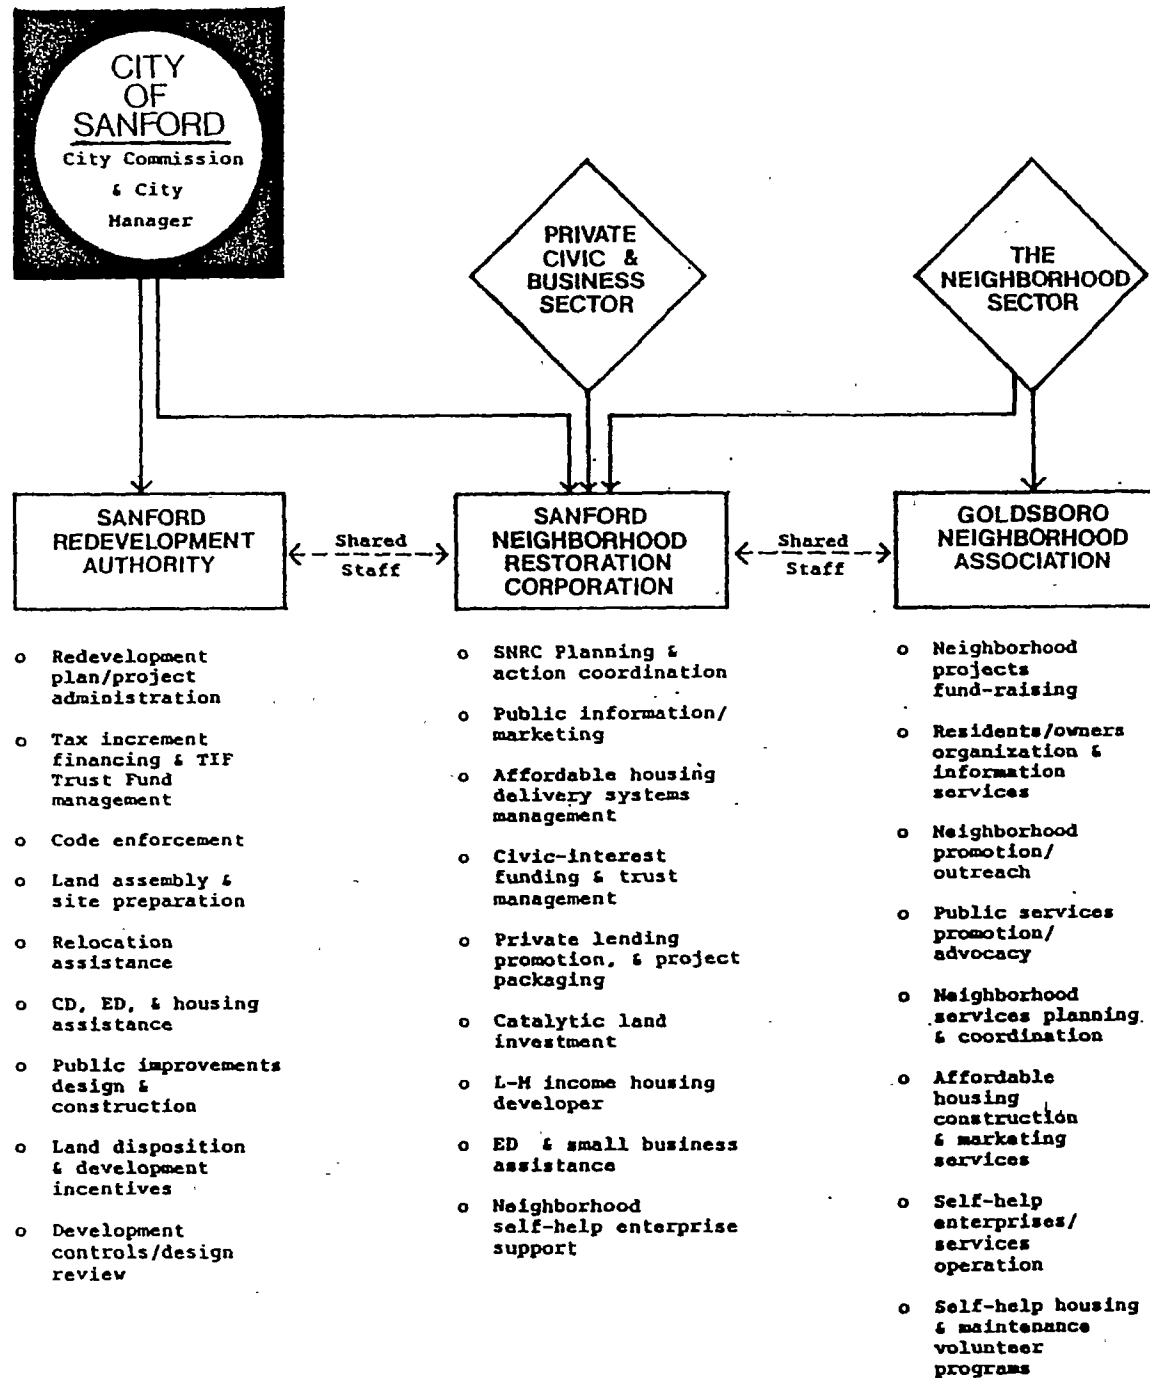 CITY
OF
SANFORD
City Commission
& City
Manager
PRIVATE
CIVIC &
BUSINESS
SECTOR
THE
NEIGHBORHOOD
SECTOR
SANFORD
REDEVELOPMENT
AUTHORITY
Shared
Staff
SANFORD
NEIGHBORHOOD
RESTORATION
CORPORATION
Shared
Staff
GOLDSBORO
NEIGHBORHOOD
ASSOCIATION
o Redevelopment
plan/project
administration
o Tax increment
financing & TIF
Trust Fund
management
o Code enforcement
o Land assembly &
site preparation
o Relocation
assistance
o CD, ED, & housing
assistance
o Public improvements
design &
construction
o Land disposition
& development
incentives
o Development
controls/design
review
o SNRC Planning &
action coordination
o Public information/
marketing
o Affordable housing
delivery systems
management
o Civic-interest
funding & trust
management
o Private lending
promotion, & project
packaging
o Catalytic land
investment
o L-M income housing
developer
o ED & small business
assistance
o Neighborhood
self-help enterprise
support
o Neighborhood
projects
fund-raising
o Residents/owners
organization &
information
services
o Neighborhood
promotion/
outreach
o Public services
promotion/
advocacy
o Neighborhood
services planning
& coordination
o Affordable
housing
construction
& marketing
services
o Self-help
enterprises/
services
operation
o Self-help housing
& maintenance
volunteer
programs